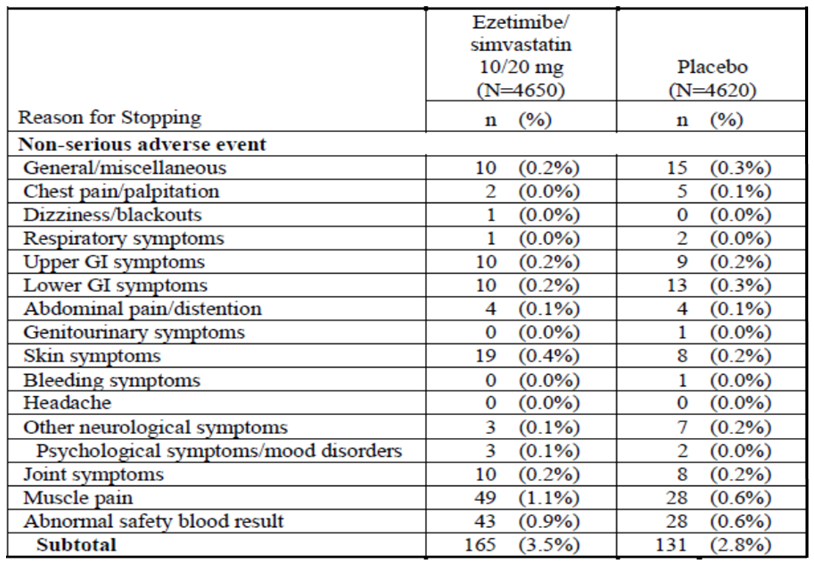 Ezetimibe/
simvastatin
10/20 mg Placebo
(N=4650) (N=4620)
Reason for Stopping n (%) n (%)
Non-serious adverse event
General/miscellaneous 10 (0.2%) 15 (0.3%)
Chest pain/palpitation 2 (0.0%) 5 (0.1%)
Dizziness/blackouts 1 (0.0%) 0 (0.0%)
Respiratory symptoms 1 (0.0%) 2 (0.0%)
Upper GI symptoms 10 (0.2%) 9 (0.2%)
Lower GI symptoms 10 (0.2%) 13 (0.3%)
Abdominal pain/distention 4 (0.1%) 4 (0.1%)
Genitourinary symptoms 0 (0.0%) 1 (0.0%)
Skin symptoms 19 (0.4%) 8 (0.2%)
Bleeding symptoms 0 (0.0%) 1 (0.0%)
Headache 0 (0.0%) 0 (0.0%)
Other neurological symptoms 3 (0.1%) 7 (0.2%)
Psychological symptoms/mood disorders 3 (0.1%) 2 (0.0%)
Joint symptoms 10 (0.2%) 8 (0.2%)
Muscle pain 49 (1.1%) 28 (0.6%)
Abnormal safety blood result 43 (0.9%) 28 (0.6%)
Subtotal 165 (3.5%) 131 (2.8%)